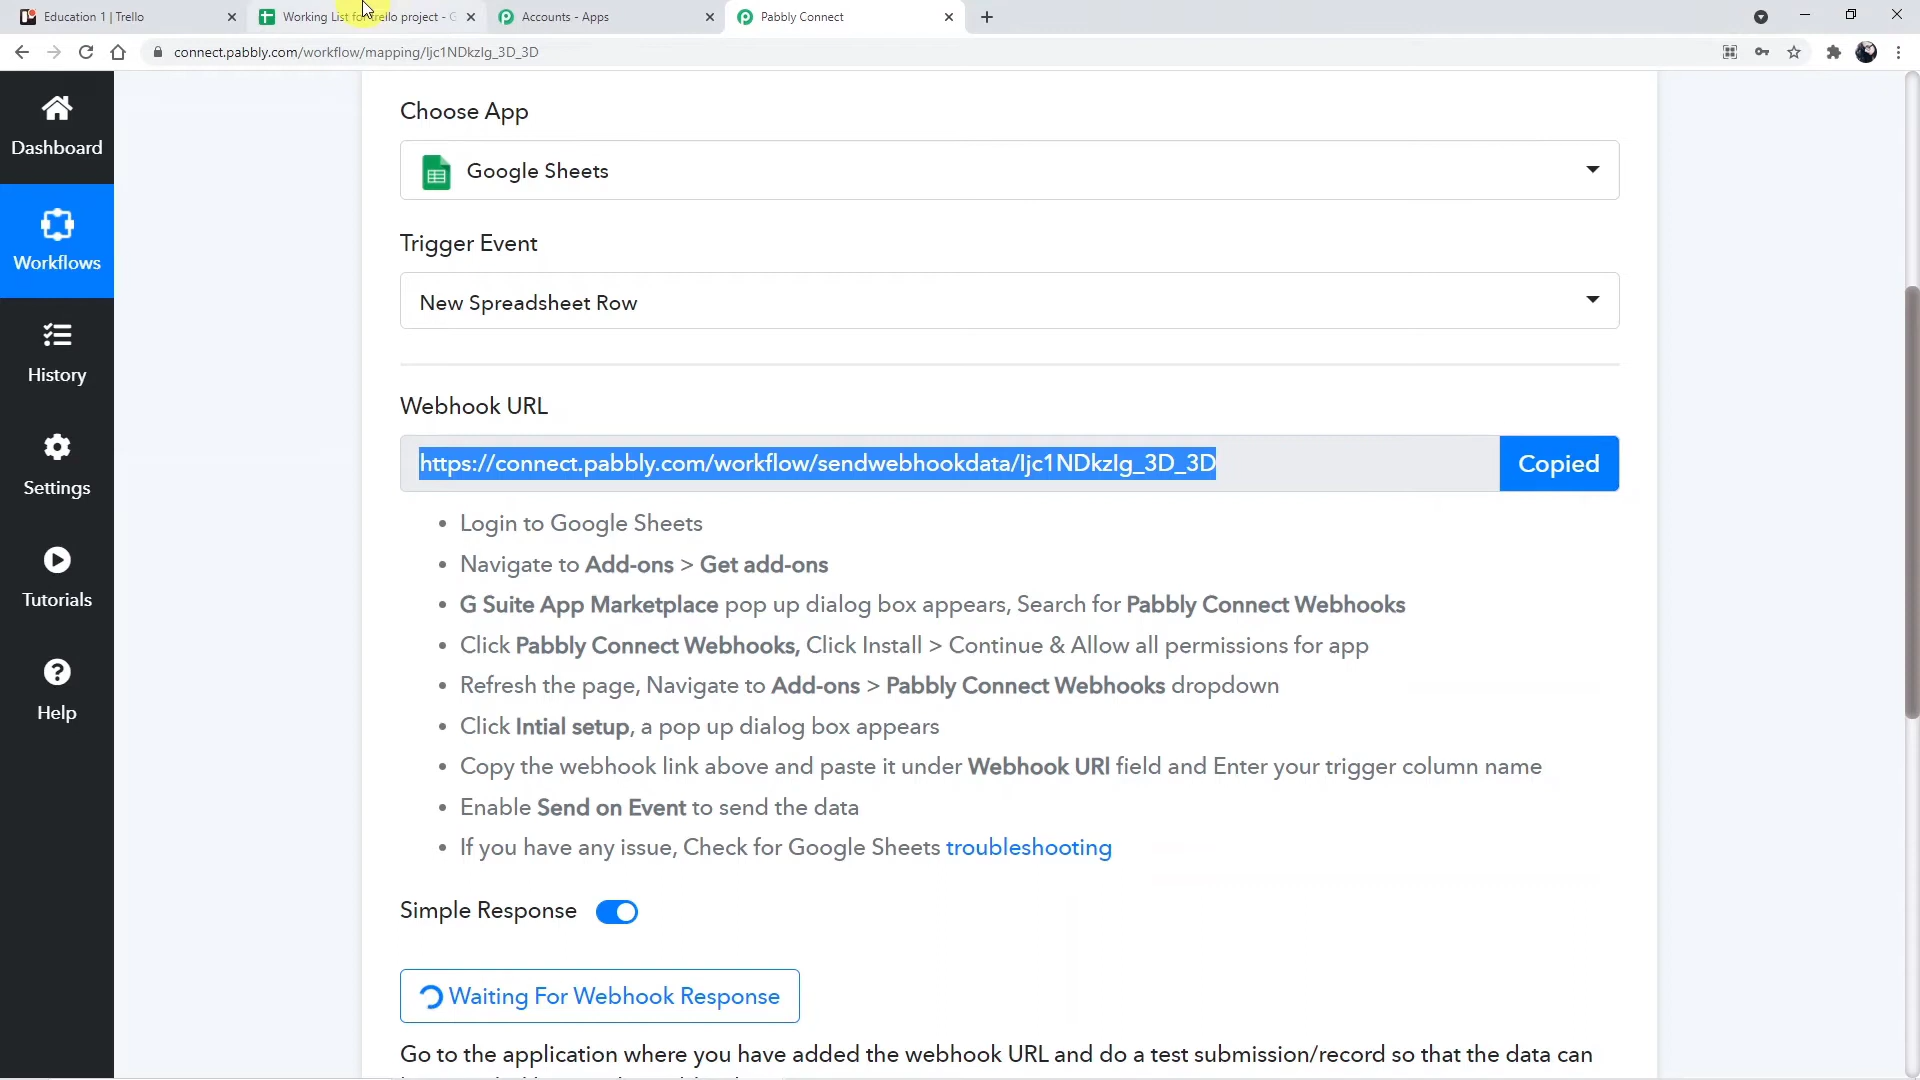 Education 1 | Trello
Working List for trello project - G
Accounts - Apps
Pabbly Connect
connect.pabbly.com/workflow/mapping/Ijc1NDkzIg_3D_3D
Dashboard
Workflows
History
Settings
Tutorials
Help
Choose App
Google Sheets
Trigger Event
New Spreadsheet Row
Webhook URL
https://connect.pabbly.com/workflow/sendwebhookdata/Ijc1NDkzIg_3D_3D
Copied
• Login to Google Sheets
• Navigate to Add-ons > Get add-ons
• G Suite App Marketplace pop up dialog box appears, Search for Pabbly Connect Webhooks
• Click Pabbly Connect Webhooks, Click Install > Continue & Allow all permissions for app
• Refresh the page, Navigate to Add-ons > Pabbly Connect Webhooks dropdown
• Click Intial setup, a pop up dialog box appears
• Copy the webhook link above and paste it under Webhook URl field and Enter your trigger column name
• Enable Send on Event to send the data
• If you have any issue, Check for Google Sheets troubleshooting
Simple Response
Waiting For Webhook Response
Go to the application where you have added the webhook URL and do a test submission/record so that the data can